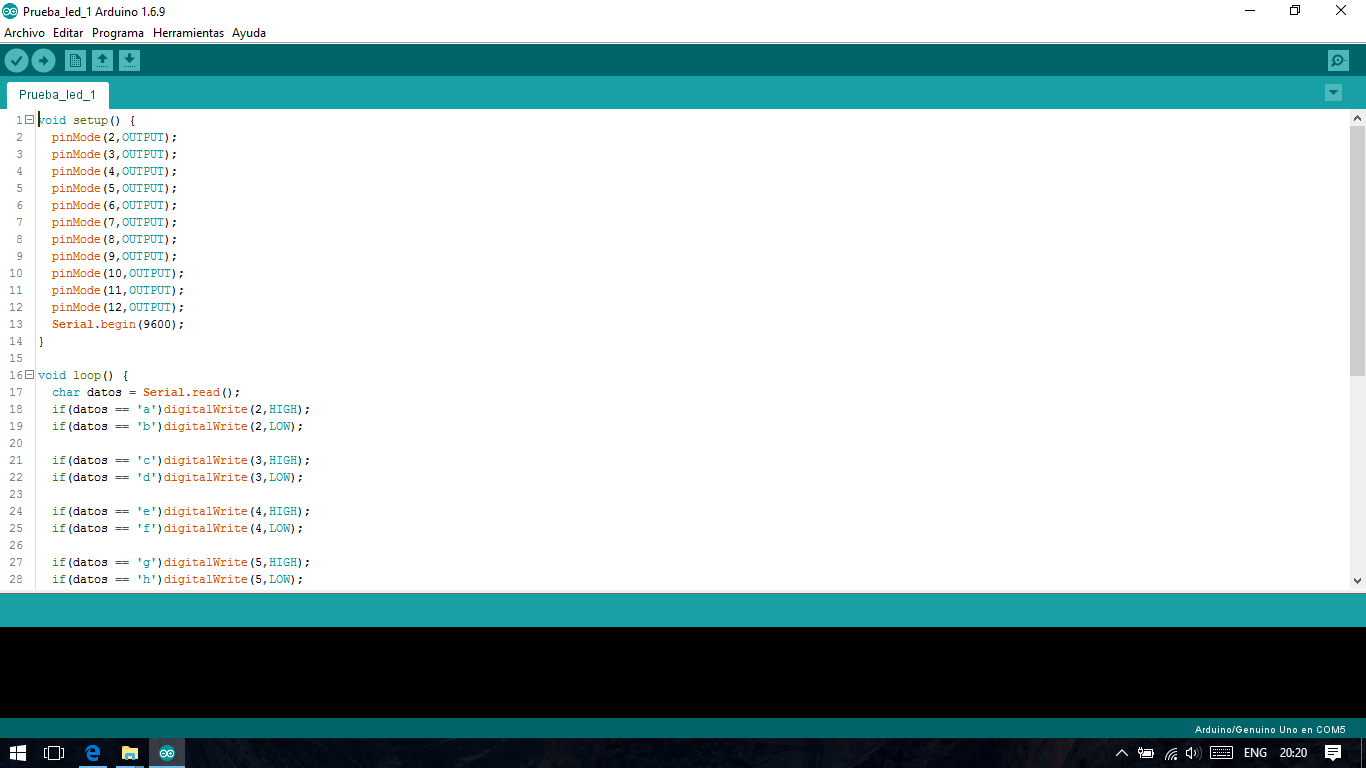 Prueba_led_1 Arduino 1.6.9
Archivo Editar Programa Herramientas Ayuda
Prueba_led_1
1 void setup() {
2 pinMode(2,OUTPUT);
3 pinMode(3,OUTPUT);
4 pinMode(4,OUTPUT);
5 pinMode(5,OUTPUT);
6 pinMode(6,OUTPUT);
7 pinMode(7,OUTPUT);
8 pinMode(8,OUTPUT);
9 pinMode(9,OUTPUT);
10 pinMode(10,OUTPUT);
11 pinMode(11,OUTPUT);
12 pinMode(12,OUTPUT);
13 Serial.begin(9600);
14 }
15
16 void loop() {
17 char datos = Serial.read();
18 if(datos == 'a')digitalWrite(2,HIGH);
19 if(datos == 'b')digitalWrite(2,LOW);
20
21 if(datos == 'c')digitalWrite(3,HIGH);
22 if(datos == 'd')digitalWrite(3,LOW);
23
24 if(datos == 'e')digitalWrite(4,HIGH);
25 if(datos == 'f')digitalWrite(4,LOW);
26
27 if(datos == 'g')digitalWrite(5,HIGH);
28 if(datos == 'h')digitalWrite(5,LOW);
Arduino/Genuino Uno en COM5
ENG 20:20